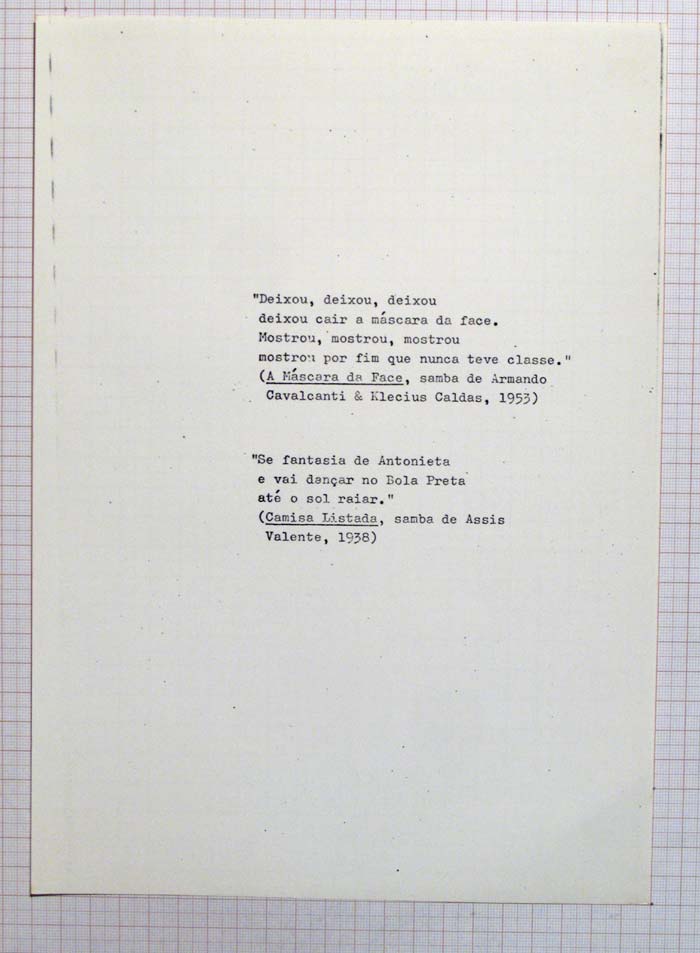 "Deixou, deixou, deixou
deixou cair a máscara da face.
Mostrou, mostrou, mostrou
mostrou por fim que nunca teve classe."
(A Máscara da Face, samba de Armando
Cavalcanti & Klecius Caldas, 1953)
"Se fantasia de Antonieta
e vai dançar no Bola Preta
até o sol raiar."
(Camisa Listada, samba de Assis
Valente, 1938)